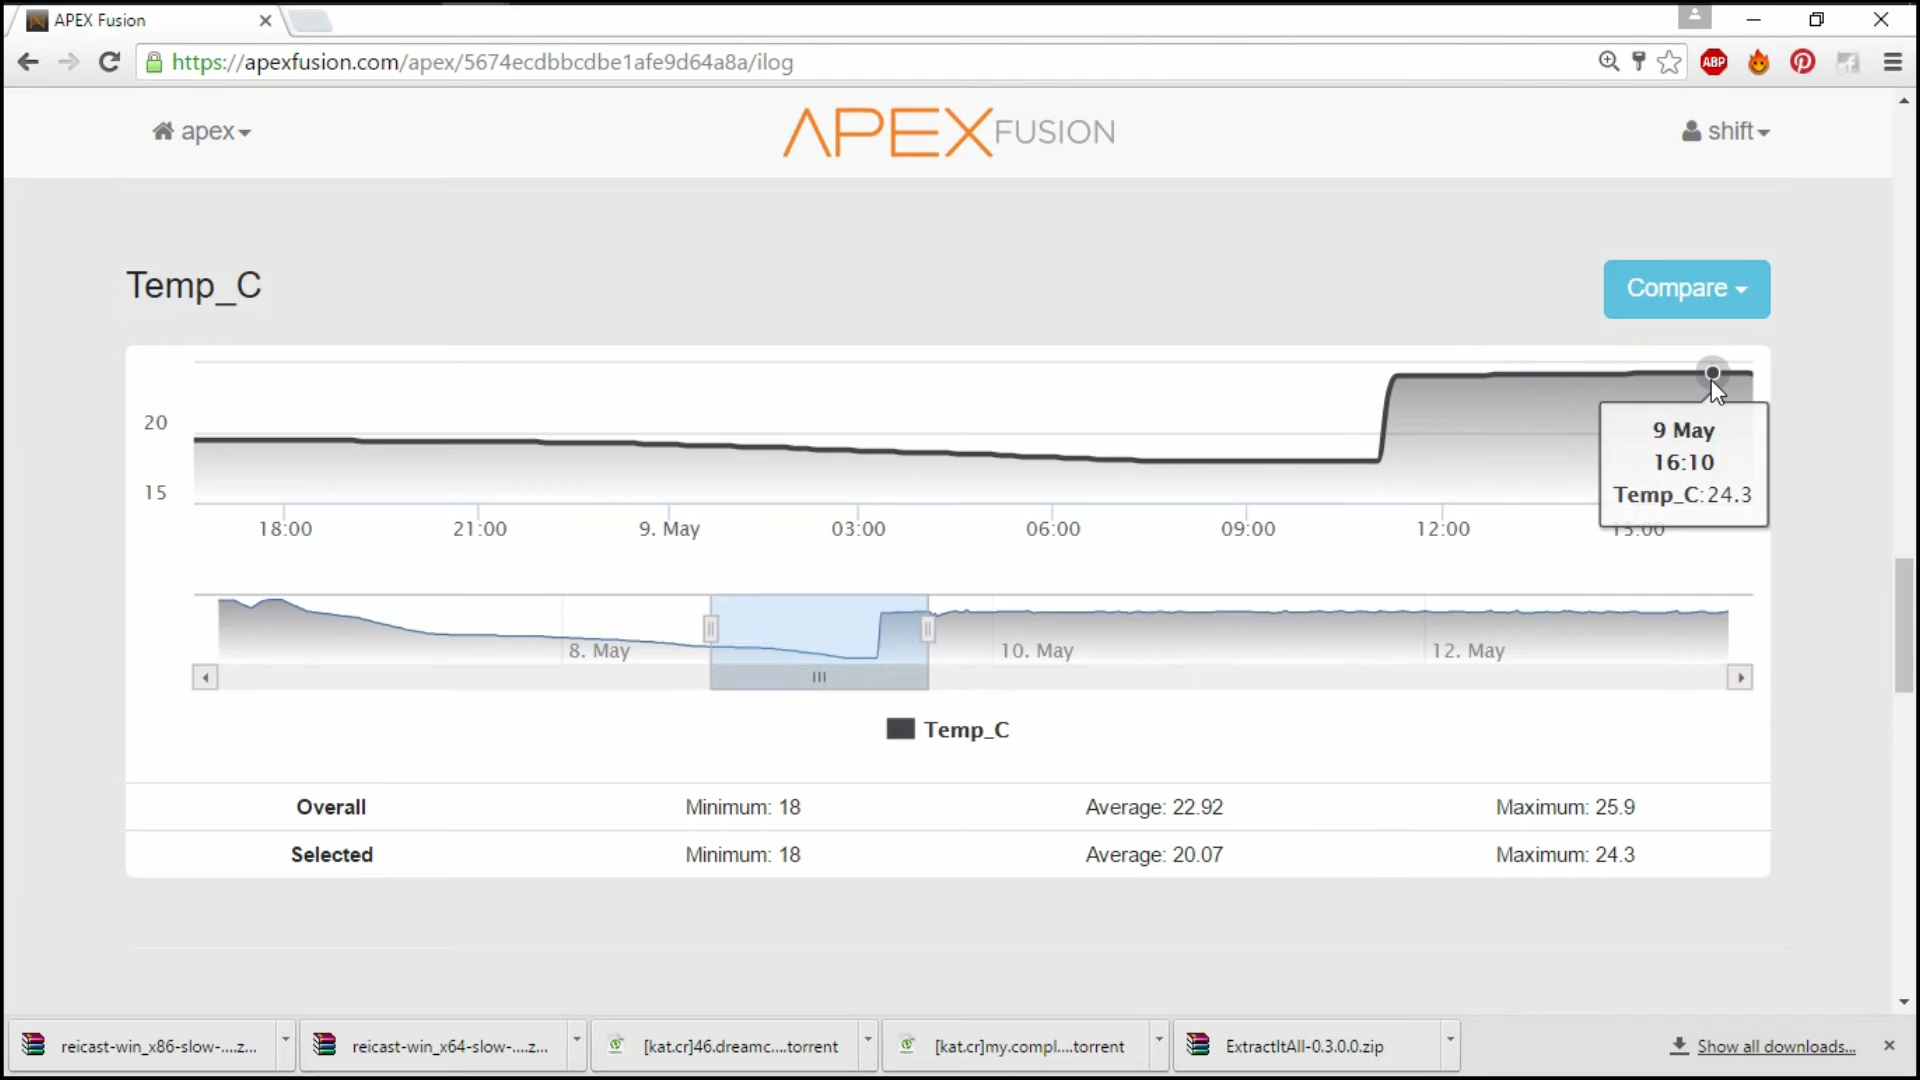 APEX Fusion
https://apexfusion.com/apex/5674ecdbbcdbe1afe9d64a8a/ilog
ABP
apex
APEX FUSION
shift
Temp_C
Compare
20
15
9 May
16:10
Temp_C:24.3
18:00
21:00
9. May
03:00
06:00
09:00
12:00
15:00
8. May
10. May
12. May
Temp_C
Overall
Minimum: 18
Average: 22.92
Maximum: 25.9
Selected
Minimum: 18
Average: 20.07
Maximum: 24.3
reicast-win_x86-slow-....z...
reicast-win_x64-slow-....z...
[kat.cr]46.dreamc....torrent
[kat.cr]my.compl....torrent
ExtractItAll-0.3.0.0.zip
Show all downloads...